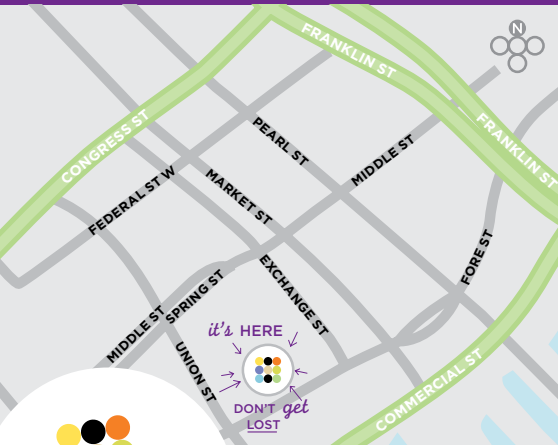 N
FRANKLIN ST
CONGRESS ST
FRANKLIN ST
PEARL ST
MIDDLE ST
FEDERAL ST W
MARKET ST
FORE ST
EXCHANGE ST
SPRING ST
MIDDLE ST
UNION ST
it's HERE
DON'T get
LOST
COMMERCIAL ST